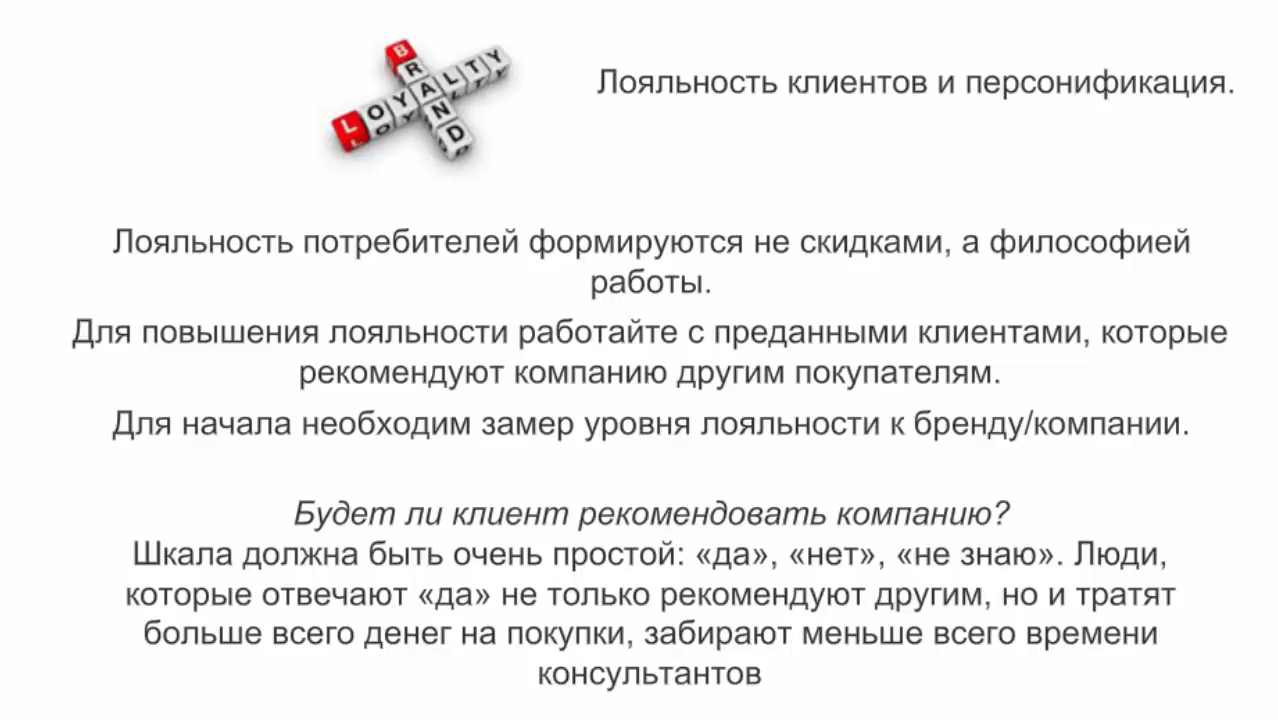 BRAND
LOYALTY
Лояльность клиентов и персонификация.
Лояльность потребителей формируются не скидками, а философией
работы.
Для повышения лояльности работайте с преданными клиентами, которые
рекомендуют компанию другим покупателям.
Для начала необходим замер уровня лояльности к бренду/компании.
Будет ли клиент рекомендовать компанию?
Шкала должна быть очень простой: «да», «нет», «не знаю». Люди,
которые отвечают «да» не только рекомендуют другим, но и тратят
больше всего денег на покупки, забирают меньше всего времени
консультантов